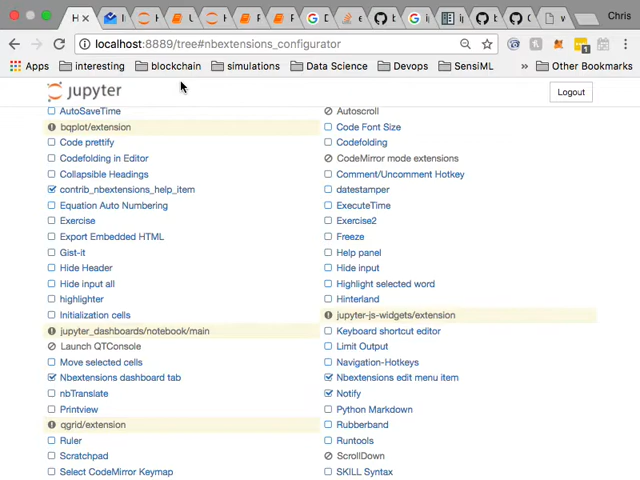 H
Chris
localhost:8889/tree#nbextensions_configurator
Apps interesting blockchain simulations Data Science Devops SensiML » Other Bookmarks
jupyter Logout
AutoSaveTime
bqplot/extension
Code prettify
Codefolding in Editor
Collapsible Headings
contrib_nbextensions_help_item
Equation Auto Numbering
Exercise
Export Embedded HTML
Gist-it
Hide Header
Hide input all
highlighter
Initialization cells
jupyter_dashboards/notebook/main
Launch QTConsole
Move selected cells
Nbextensions dashboard tab
nbTranslate
Printview
qgrid/extension
Ruler
Scratchpad
Select CodeMirror Keymap
Autoscroll
Code Font Size
Codefolding
CodeMirror mode extensions
Comment/Uncomment Hotkey
datestamper
ExecuteTime
Exercise2
Freeze
Help panel
Hide input
Highlight selected word
Hinterland
jupyter-js-widgets/extension
Keyboard shortcut editor
Limit Output
Navigation-Hotkeys
Nbextensions edit menu item
Notify
Python Markdown
Rubberband
Runtools
ScrollDown
SKILL Syntax